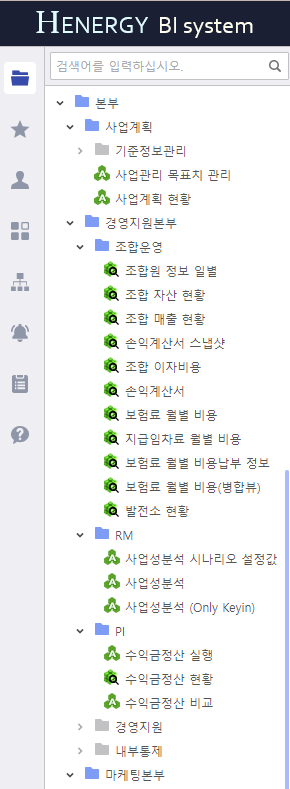 HENERGY BI system
검색어를 입력하십시오.
본부
사업계획
기준정보관리
사업관리 목표치 관리
사업계획 현황
경영지원본부
조합운영
조합원 정보 일별
조합 자산 현황
조합 매출 현황
손익계산서 스냅샷
조합 이자비용
손익계산서
보험료 월별 비용
지급임차료 월별 비용
보험료 월별 비용납부 정보
보험료 월별 비용(병합뷰)
발전소 현황
RM
사업성분석 시나리오 설정값
사업성분석
사업성분석 (Only Keyin)
PI
수익금정산 실행
수익금정산 현황
수익금정산 비교
경영지원
내부통제
마케팅본부